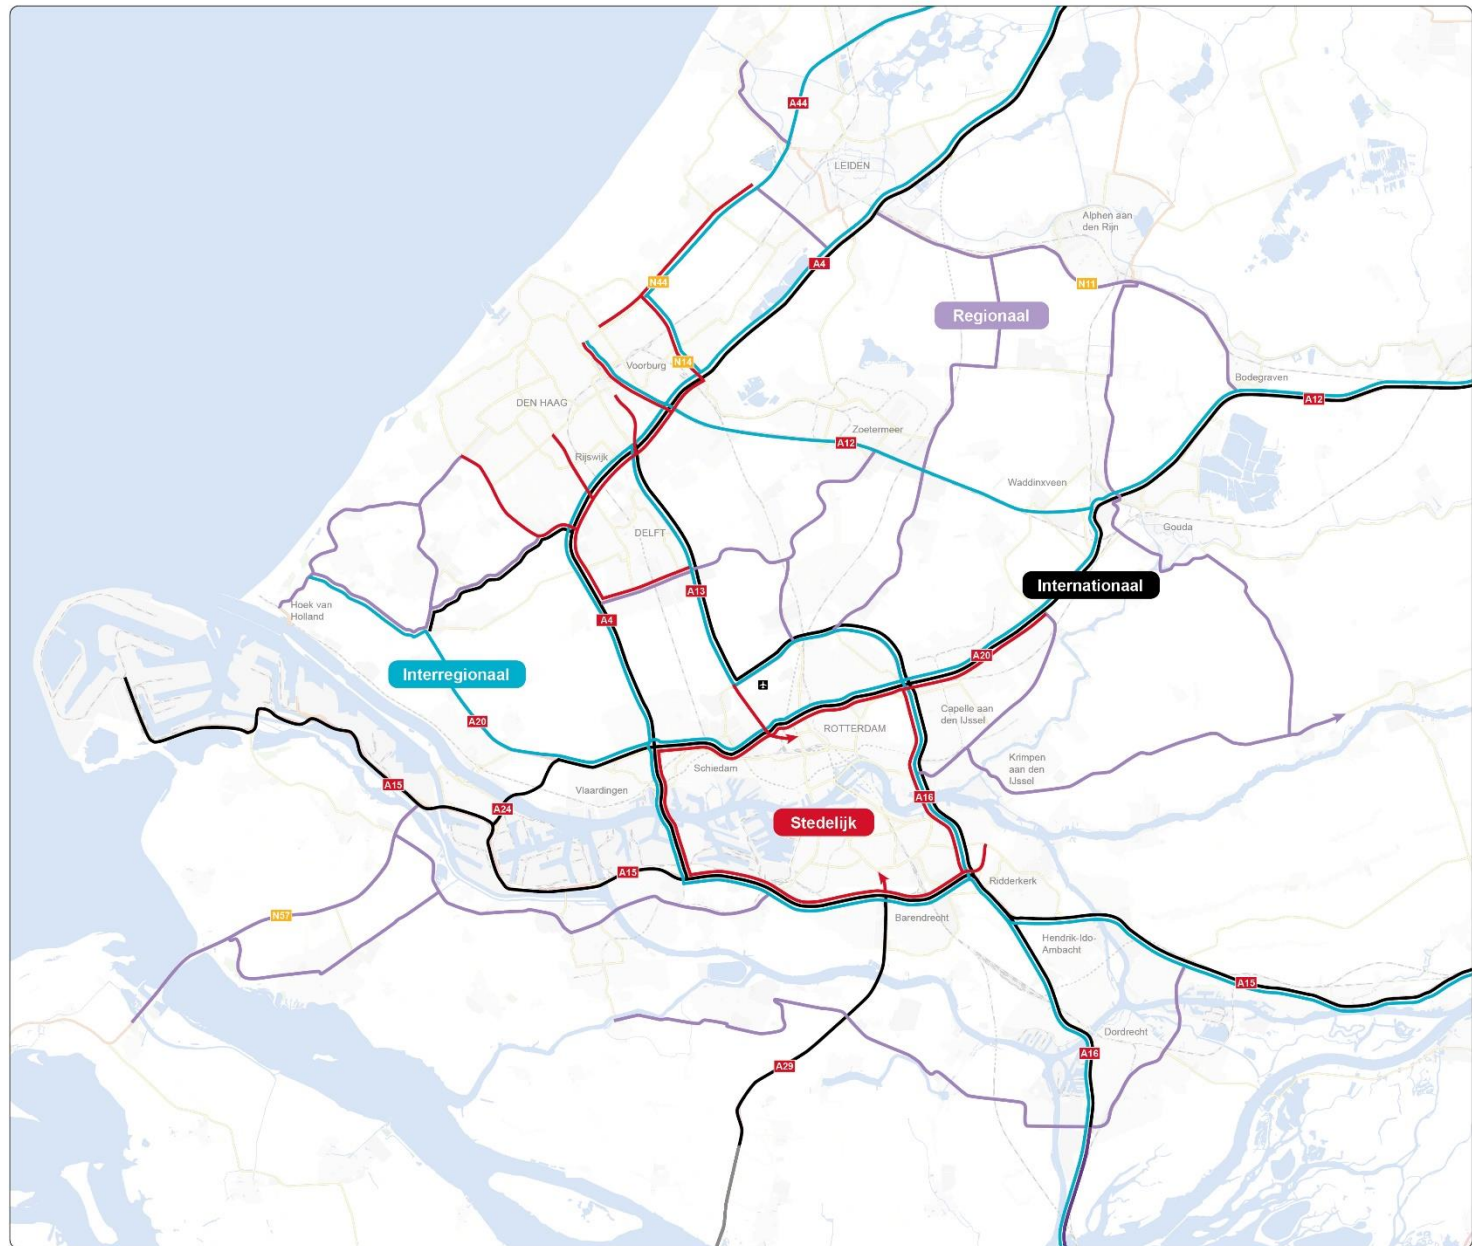 A44
LEIDEN
Alphen aan
den Rijn
A4
N44
N11
Regionaal
Voorburg
N14
Bodegraven
DEN HAAG
A12
Zoetermeer
A12
Rijswijk
Waddinxveen
DELFT
Gouda
Internationaal
A13
Hoek van
Holland
A4
A20
Interregionaal
Capelle aan
den IJssel
A20
ROTTERDAM
Schiedam
Krimpen
aan den
IJssel
A15
Vlaardingen
A16
A24
Stedelijk
A15
Ridderkerk
N57
Barendrecht
Hendrik-Ido-
Ambacht
A15
Dordrecht
A16
A29